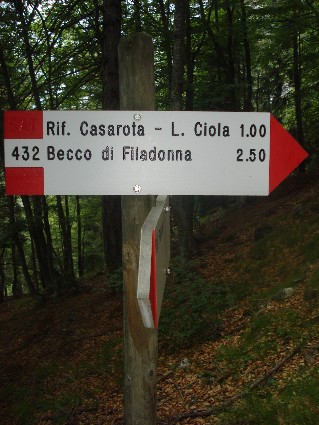 Rif. Casarota - L. Ciola 1.00
432 Becco di Filadonna 2.50